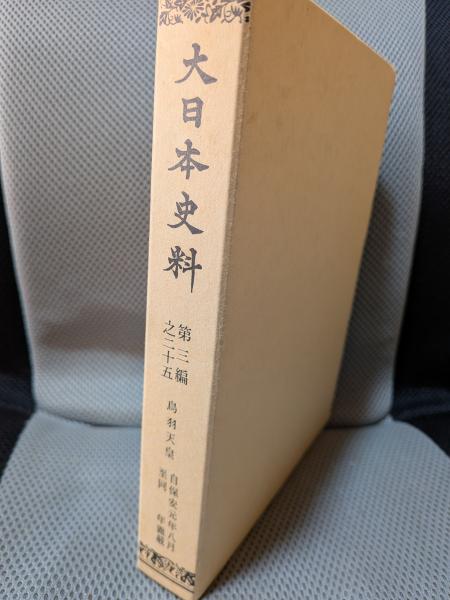 大日本史料
第三編
之二十五
鳥羽天皇
自保安元年八月
至同 年雜載